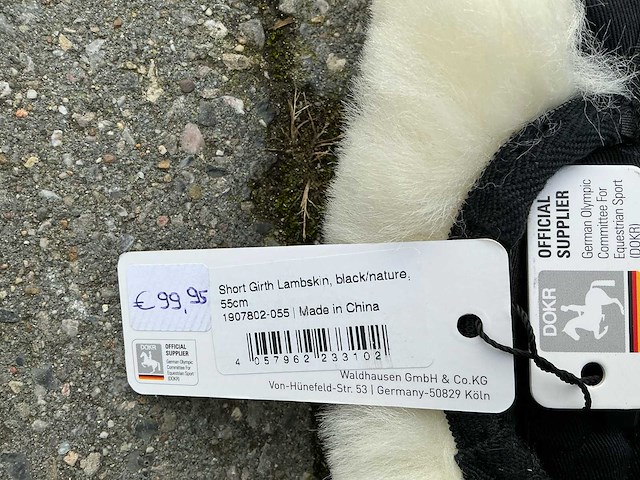 € 99,95
Short Girth Lambskin, black/nature,
55cm
1907802-055 | Made in China
4 057962 233102
DOKR
OFFICIAL
SUPPLIER
German Olympic
Committee For
Equestrian Sport
(DOKR)
Waldhausen GmbH & Co.KG
Von-Hünefeld-Str. 53 | Germany-50829 Köln
OFFICIAL
SUPPLIER
German Olympic
Committee For
Equestrian Sport
(DOKR)
DOKR